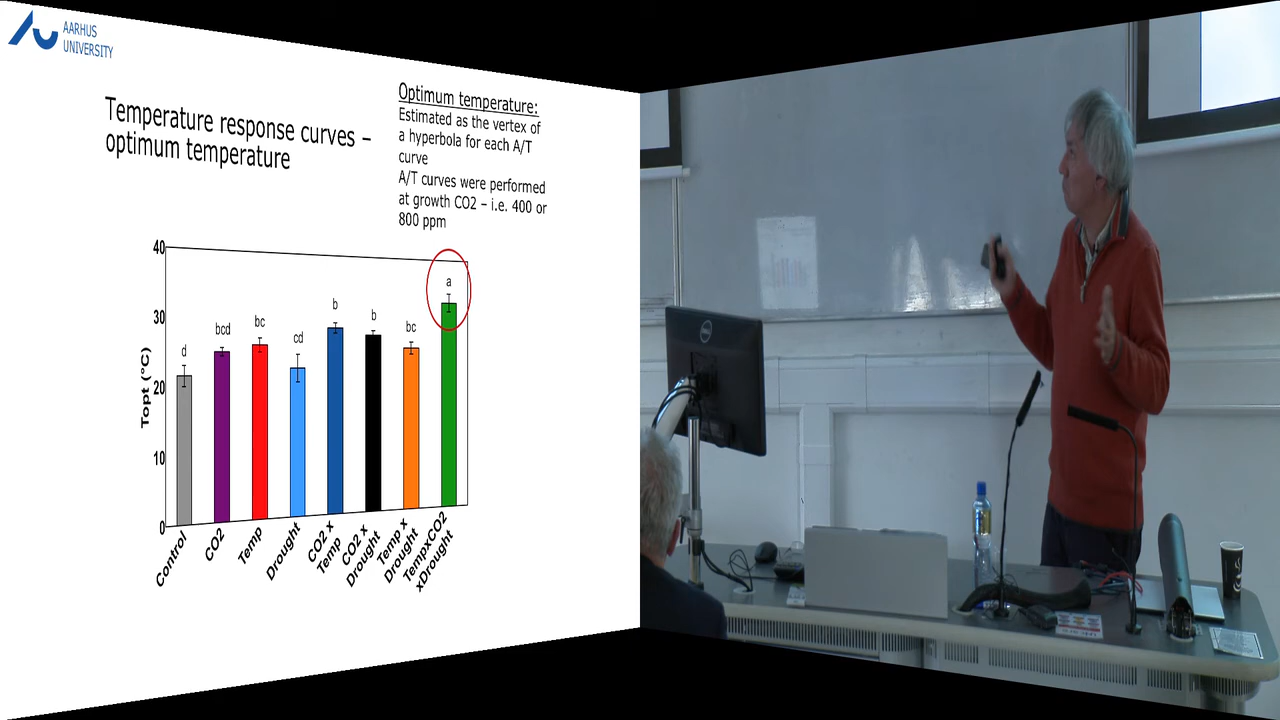 AARHUS
UNIVERSITY
Temperature response curves –
optimum temperature
Optimum temperature:
Estimated as the vertex of
a hyperbola for each A/T
curve
A/T curves were performed
at growth CO2 – i.e. 400 or
800 ppm
Topt (°C)
40
30
20
10
0
d
bcd
bc
cd
b
b
bc
a
Control
CO2
Temp
Drought
CO2 x
Temp
CO2 x
Drought
Temp x
Drought
TempxCO2
xDrought
DELL